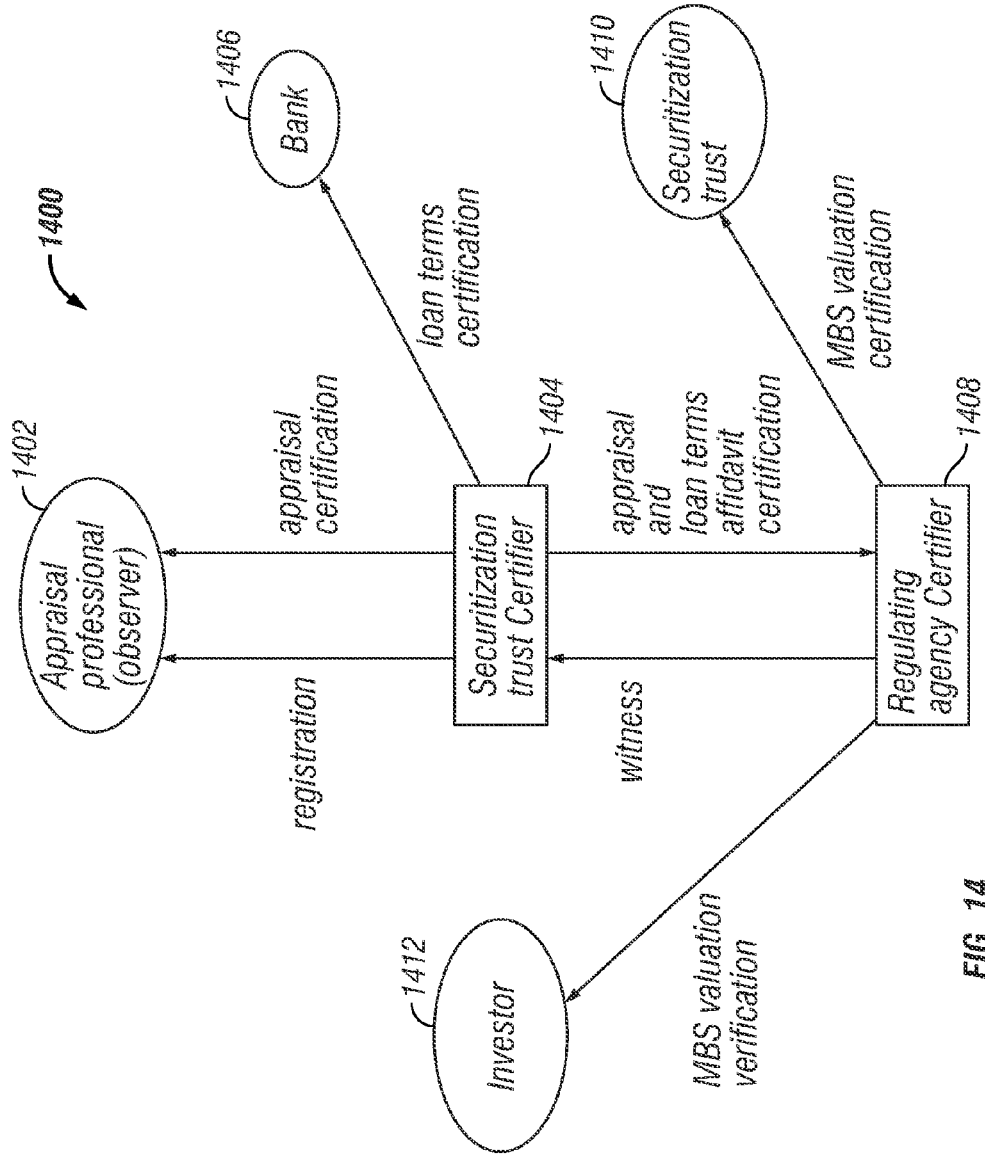 1400
1402
Appraisal
professional
(observer)
1406
Bank
registration
appraisal
certification
loan terms
certification
Securitization
trust Certifier
1404
1410
Securitization
trust
1412
Investor
witness
appraisal
and
loan terms
affidavit
certification
MBS valuation
certification
MBS valuation
verification
Regulating
agency Certifier
1408
FIG. 14